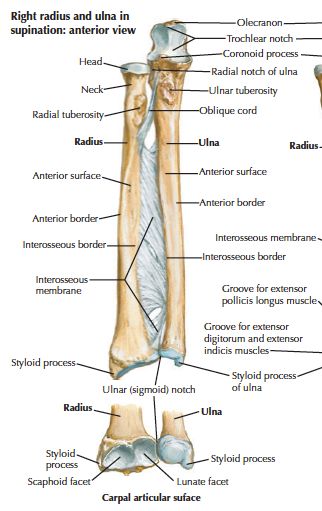 Right radius and ulna in
supination: anterior view
Olecranon
Trochlear notch
Coronoid process
Head
Radial notch of ulna
Neck
Ulnar tuberosity
Radial tuberosity
Oblique cord
Radius
Ulna
Radius
Anterior surface
Anterior surface
Anterior border
Anterior border
Interosseous membrane
Interosseous border
Interosseous border
Interosseous
membrane
Groove for extensor
pollicis longus muscle
Groove for extensor
digitorum and extensor
indicis muscles
Styloid process
Styloid process
of ulna
Ulnar (sigmoid) notch
Radius
Ulna
Styloid
process
Styloid process
Scaphoid facet
Lunate facet
Carpal articular suface